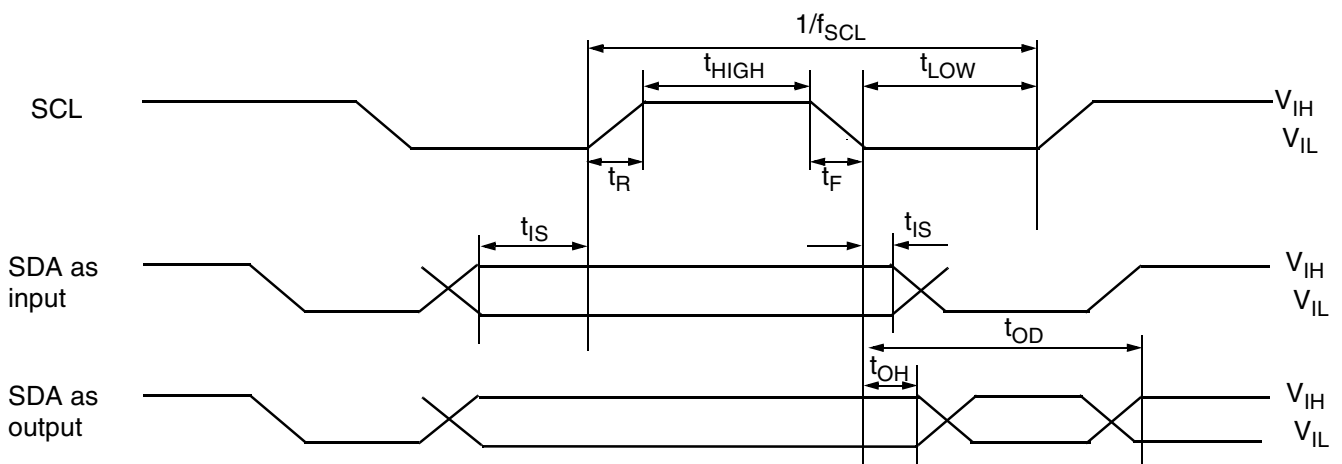 1/fSCL
tHIGH
tLOW
SCL
VIH
VIL
tR
tF
tIS
tIS
SDA as
input
VIH
VIL
tOD
tOH
SDA as
output
VIH
VIL